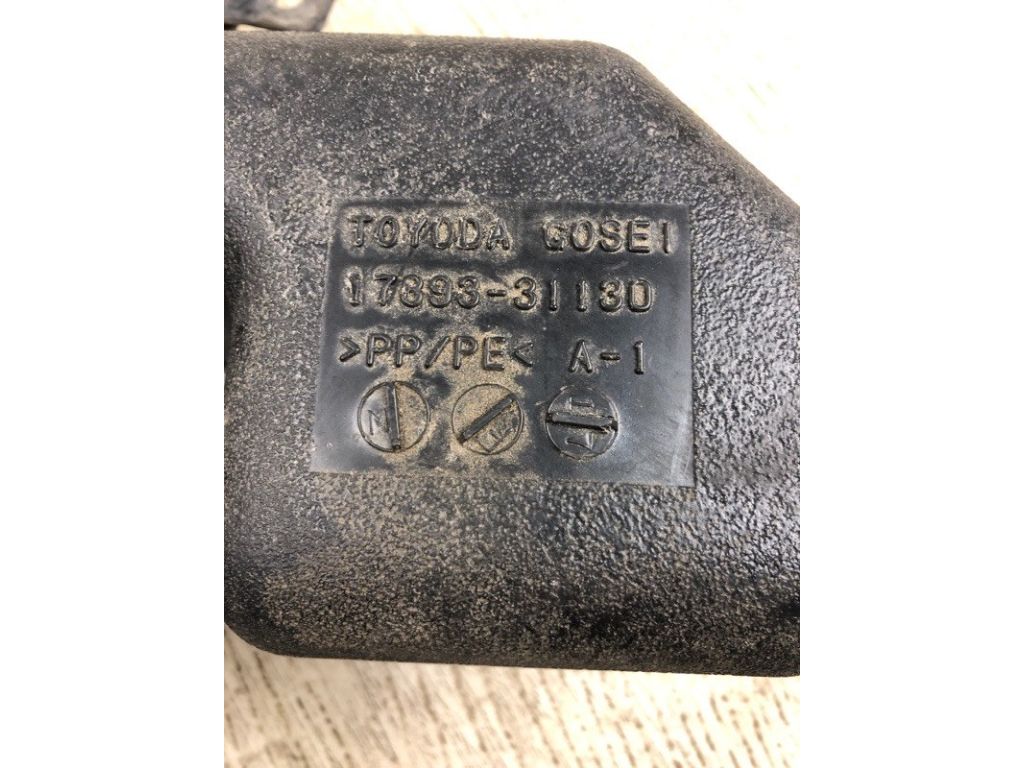 TOYODA GOSEI
17893-31130
>PP/PE< A-1